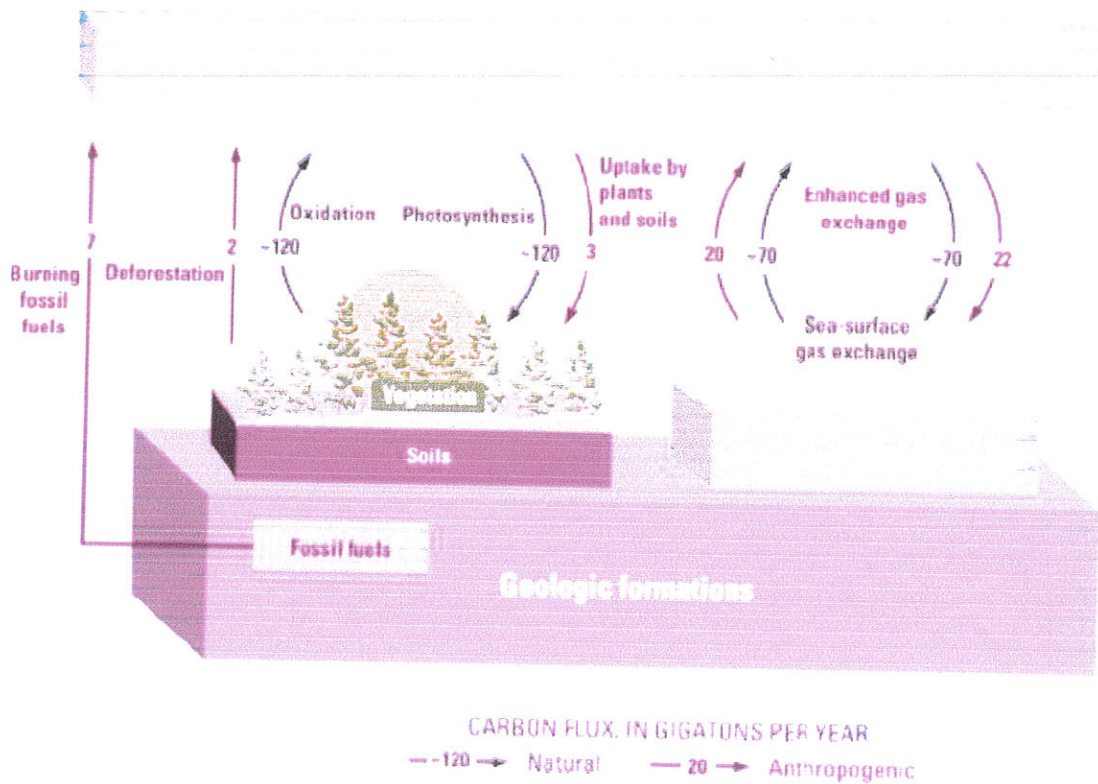 Uptake by
plants
and soils
Oxidation
Photosynthesis
Enhanced gas
exchange
7
2
~120
~120
3
20
~70
~70
22
Burning
fossil
fuels
Deforestation
Sea-surface
gas exchange
Vegetation
Soils
Fossil fuels
Geologic formations
CARBON FLUX, IN GIGATONS PER YEAR
~120 Natural
20 Anthropogenic